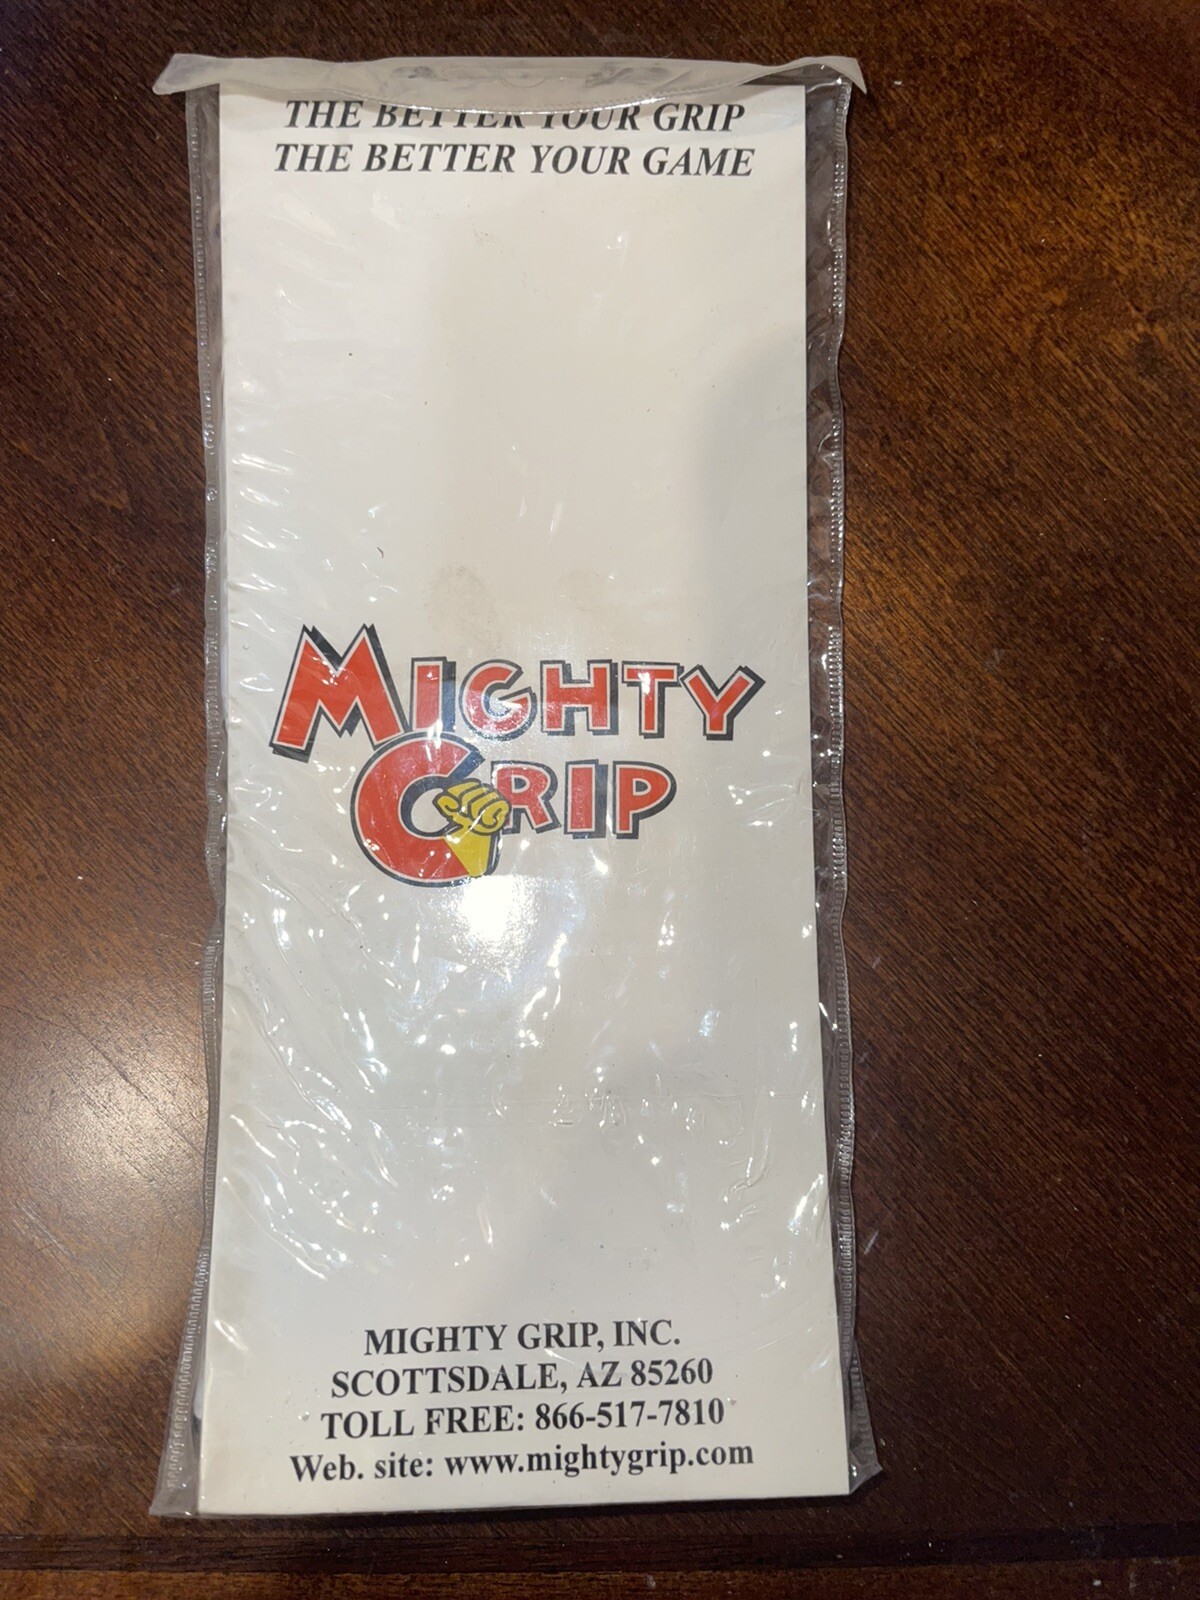 THE BETTER YOUR GRIP
THE BETTER YOUR GAME
MIGHTY
GRIP
MIGHTY GRIP, INC.
SCOTTSDALE, AZ 85260
TOLL FREE: 866-517-7810
Web. site: www.mightygrip.com